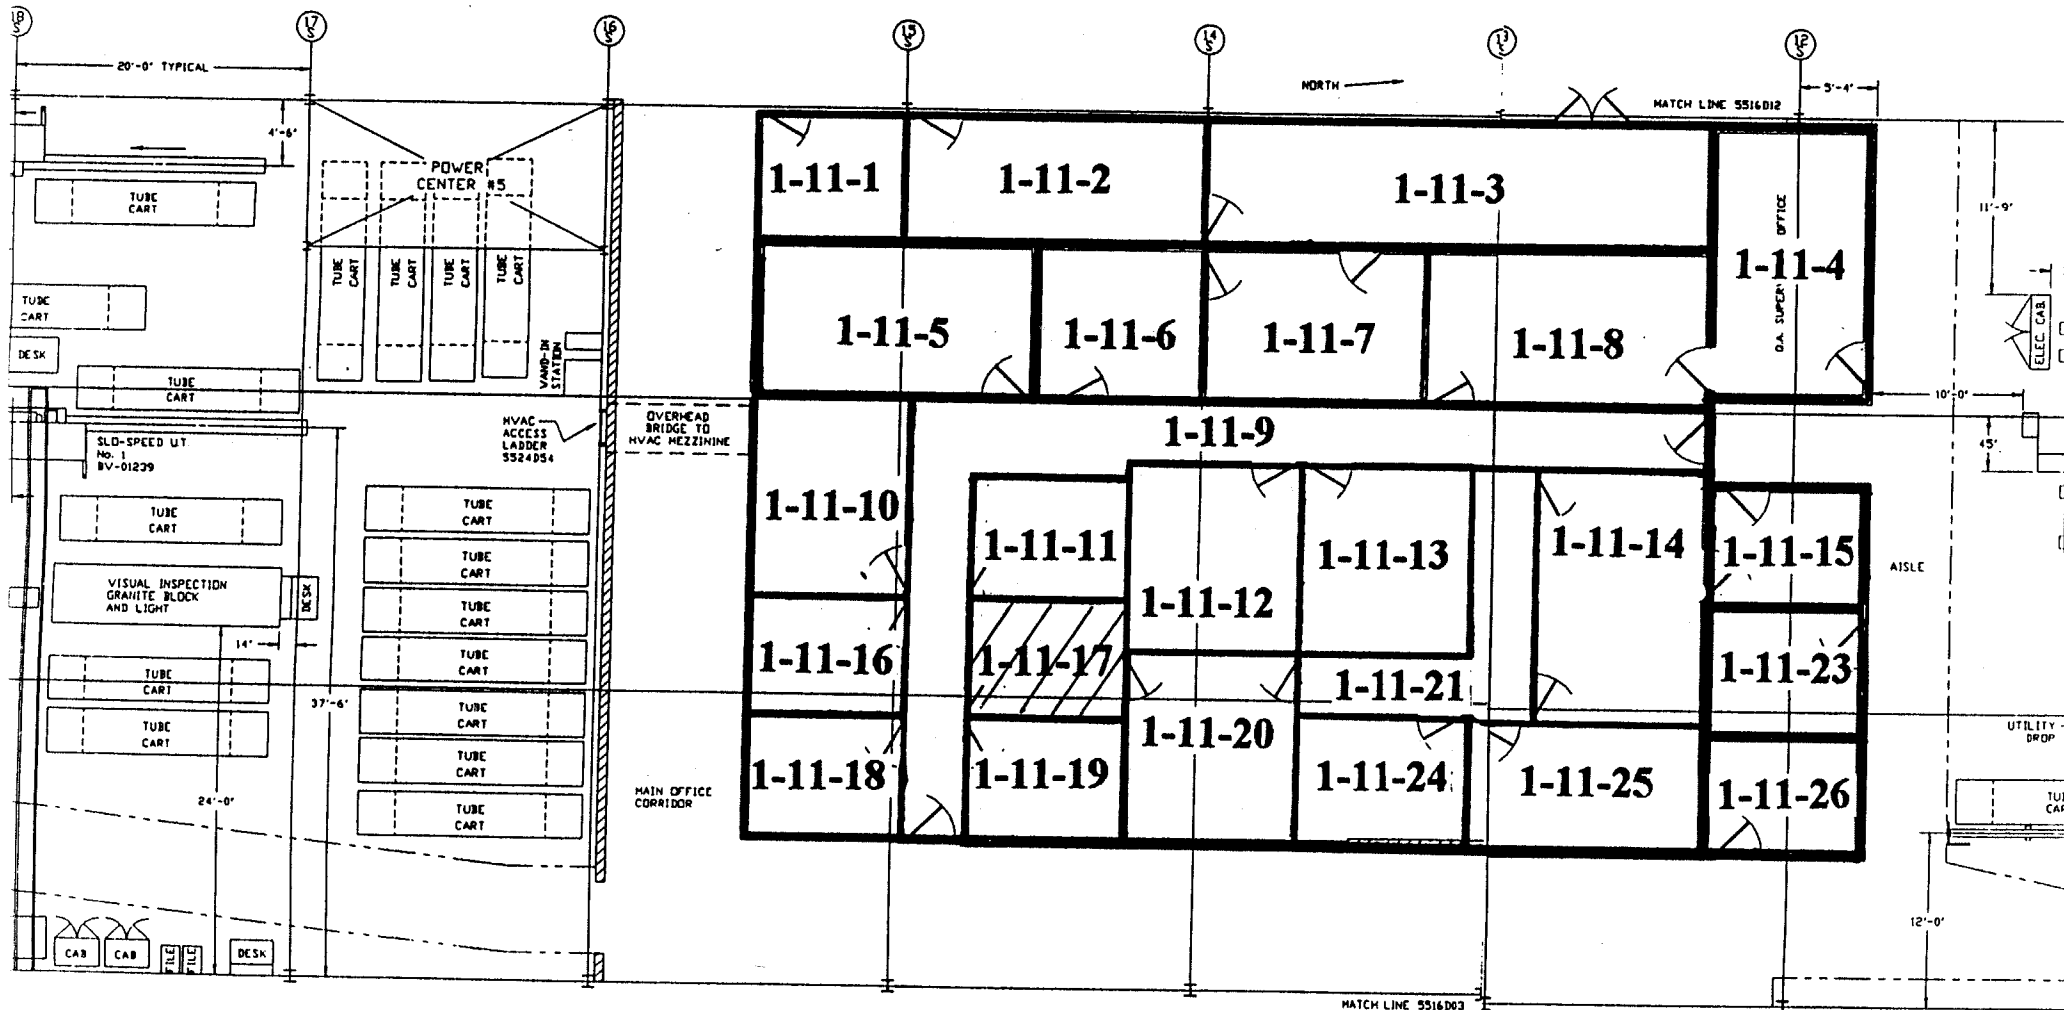 18
S
17
S
16
S
15
S
14
S
13
S
12
S
20'-0" TYPICAL
NORTH
MATCH LINE 5516D12
5'-4"
4'-6"
POWER
CENTER #5
TUBE
CART
TUBE
CART
TUBE
CART
TUBE
CART
TUBE
CART
TUBE
CART
DESK
TUBE
CART
VAND-IN
STATION
HVAC
ACCESS
LADDER
5524D54
OVERHEAD
BRIDGE TO
HVAC MEZZININE
SLO-SPEED UT
No. 1
BV-01239
TUBE
CART
VISUAL INSPECTION
GRANITE BLOCK
AND LIGHT
DESK
14"
TUBE
CART
TUBE
CART
37'-6"
24'-0"
TUBE
CART
TUBE
CART
TUBE
CART
TUBE
CART
TUBE
CART
TUBE
CART
TUBE
CART
CAB
CAB
FILE
FILE
DESK
MAIN OFFICE
CORRIDOR
1-11-1
1-11-2
1-11-3
Q.A. SUPER OFFICE
1-11-4
1-11-5
1-11-6
1-11-7
1-11-8
1-11-9
1-11-10
1-11-11
1-11-12
1-11-13
1-11-14
1-11-15
1-11-16
1-11-17
1-11-18
1-11-19
1-11-20
1-11-21
1-11-23
1-11-24
1-11-25
1-11-26
11'-9"
ELEC. CAB.
10'-0"
45"
AISLE
UTILITY
DROP
12'-0"
MATCH LINE 5516D03